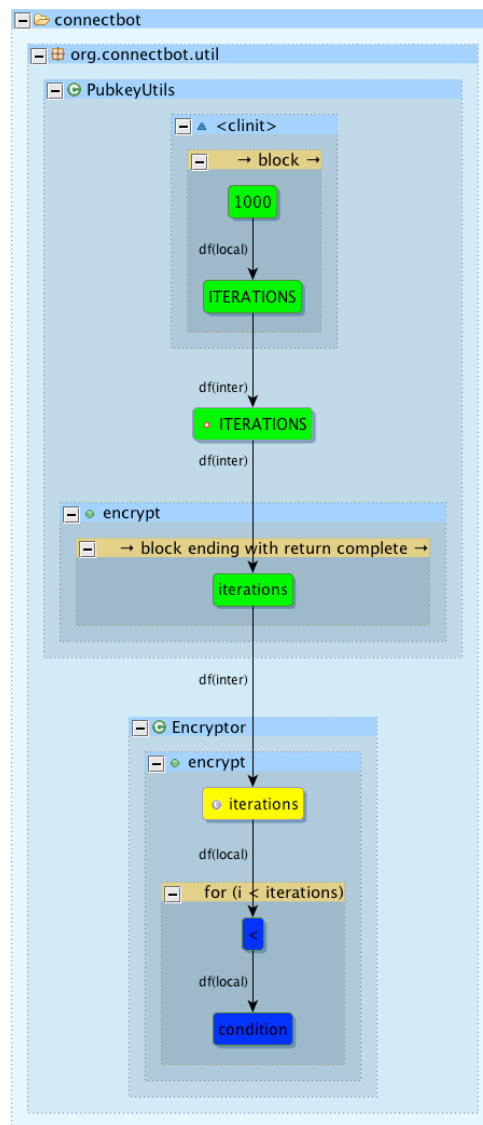 connectbot
org.connectbot.util
PubkeyUtils
<clinit>
→ block →
1000
df(local)
ITERATIONS
df(inter)
ITERATIONS
df(inter)
encrypt
→ block ending with return complete →
iterations
df(inter)
Encryptor
encrypt
iterations
df(local)
for (i < iterations)
<
df(local)
condition